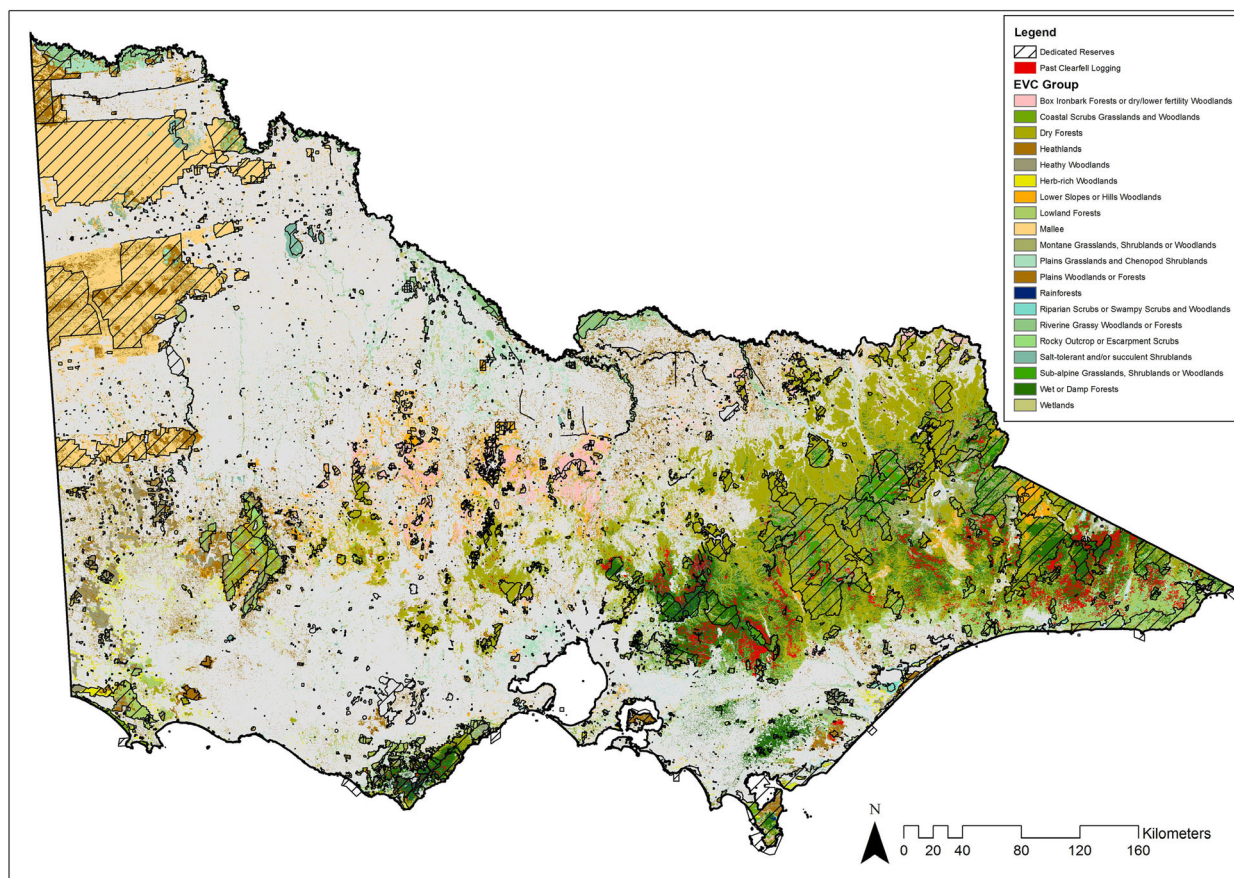 Legend
Dedicated Reserves
Past Clearfell Logging
EVC Group
Box Ironbark Forests or dry/lower fertility Woodlands
Coastal Scrubs Grasslands and Woodlands
Dry Forests
Heathlands
Heathy Woodlands
Herb-rich Woodlands
Lower Slopes or Hills Woodlands
Lowland Forests
Mallee
Montane Grasslands, Shrublands or Woodlands
Plains Grasslands and Chenopod Shrublands
Plains Woodlands or Forests
Rainforests
Riparian Scrubs or Swampy Scrubs and Woodlands
Riverine Grassy Woodlands or Forests
Rocky Outcrop or Escarpment Scrubs
Salt-tolerant and/or succulent Shrublands
Sub-alpine Grasslands, Shrublands or Woodlands
Wet or Damp Forests
Wetlands
N
Kilometers
0 20 40 80 120 160